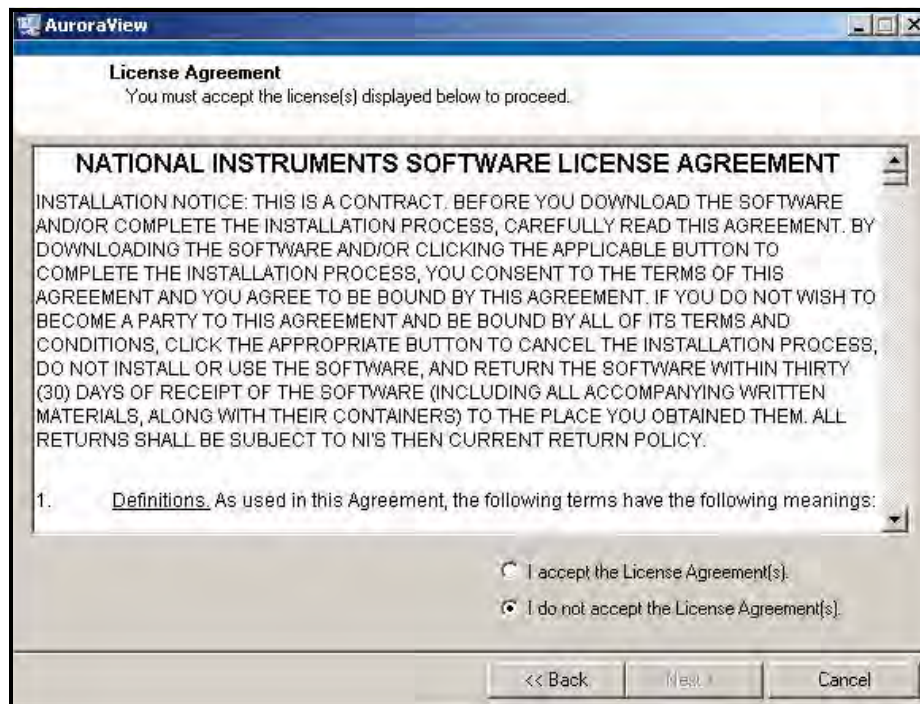 AuroraView
License Agreement
You must accept the license(s) displayed below to proceed.
NATIONAL INSTRUMENTS SOFTWARE LICENSE AGREEMENT
INSTALLATION NOTICE: THIS IS A CONTRACT. BEFORE YOU DOWNLOAD THE SOFTWARE
AND/OR COMPLETE THE INSTALLATION PROCESS, CAREFULLY READ THIS AGREEMENT. BY
DOWNLOADING THE SOFTWARE AND/OR CLICKING THE APPLICABLE BUTTON TO
COMPLETE THE INSTALLATION PROCESS, YOU CONSENT TO THE TERMS OF THIS
AGREEMENT AND YOU AGREE TO BE BOUND BY THIS AGREEMENT. IF YOU DO NOT WISH TO
BECOME A PARTY TO THIS AGREEMENT AND BE BOUND BY ALL OF ITS TERMS AND
CONDITIONS, CLICK THE APPROPRIATE BUTTON TO CANCEL THE INSTALLATION PROCESS,
DO NOT INSTALL OR USE THE SOFTWARE, AND RETURN THE SOFTWARE WITHIN THIRTY
(30) DAYS OF RECEIPT OF THE SOFTWARE (INCLUDING ALL ACCOMPANYING WRITTEN
MATERIALS, ALONG WITH THEIR CONTAINERS) TO THE PLACE YOU OBTAINED THEM. ALL
RETURNS SHALL BE SUBJECT TO NI'S THEN CURRENT RETURN POLICY.
1. Definitions. As used in this Agreement, the following terms have the following meanings:
I accept the License Agreement(s).
I do not accept the License Agreement(s).
<< Back Next > Cancel